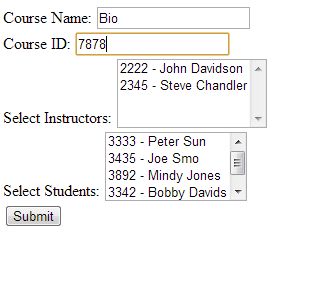 Course Name: Bio
Course ID: 7878
2222 - John Davidson
2345 - Steve Chandler
Select Instructors:
3333 - Peter Sun
3435 - Joe Smo
3892 - Mindy Jones
3342 - Bobby Davids
Select Students:
Submit